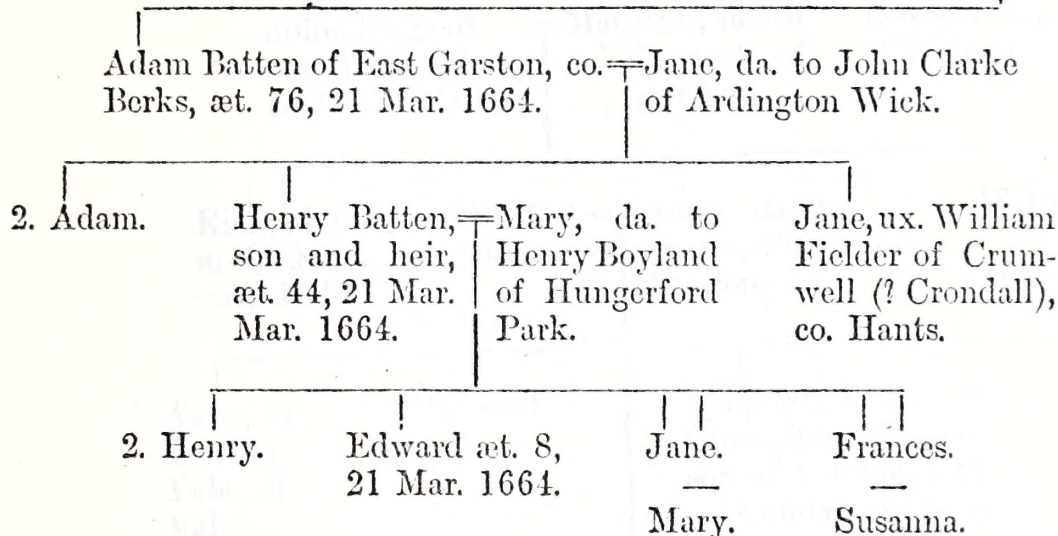 Adam Batten of East Garston, co. Berks, æt. 76, 21 Mar. 1664.
Jane, da. to John Clarke of Ardington Wick.
2. Adam.
Henry Batten, son and heir, æt. 44, 21 Mar. Mar. 1664.
Mary, da. to Henry Boyland of Hungerford Park.
Jane, ux. William Fielder of Crum-well (? Crondall), co. Hants.
2. Henry.
Edward æt. 8, 21 Mar. 1664.
Jane.
—
Mary.
Frances.
—
Susanna.